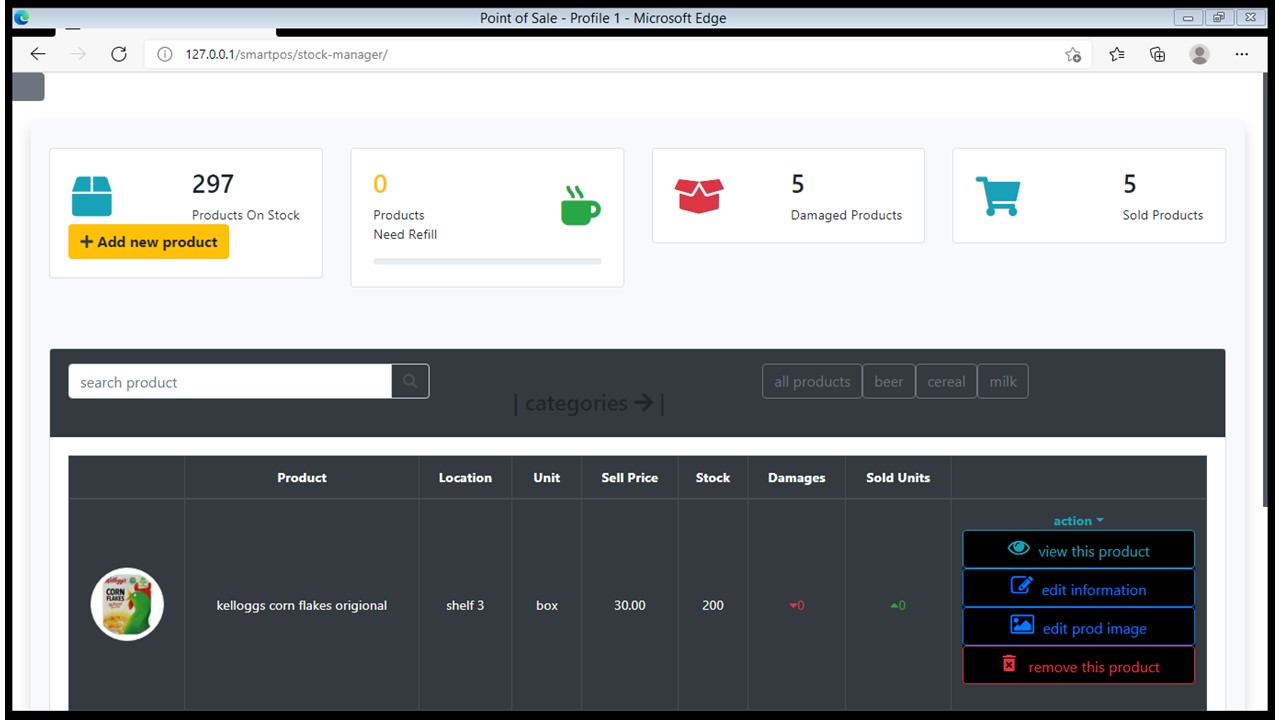 Point of Sale - Profile 1 - Microsoft Edge
127.0.0.1/smartpos/stock-manager/
297
Products On Stock
+ Add new product
0
Products
Need Refill
5
Damaged Products
5
Sold Products
search product
| categories → |
all products beer cereal milk
Product Location Unit Sell Price Stock Damages Sold Units
action
Kellogg's
CORN
FLAKES
kelloggs corn flakes origional shelf 3 box 30.00 200 0 0
view this product
edit information
edit prod image
remove this product